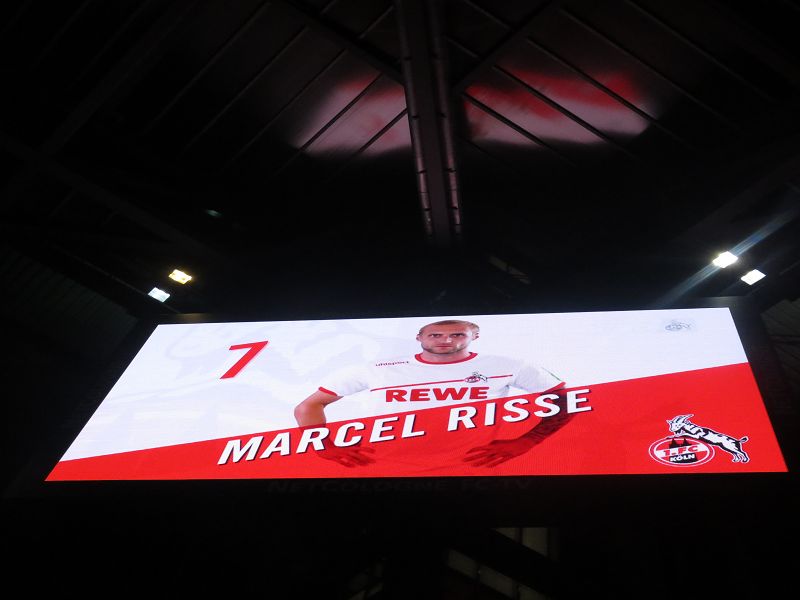 7
uhlsport
REWE
MARCEL RISSE
1. FC
KÖLN